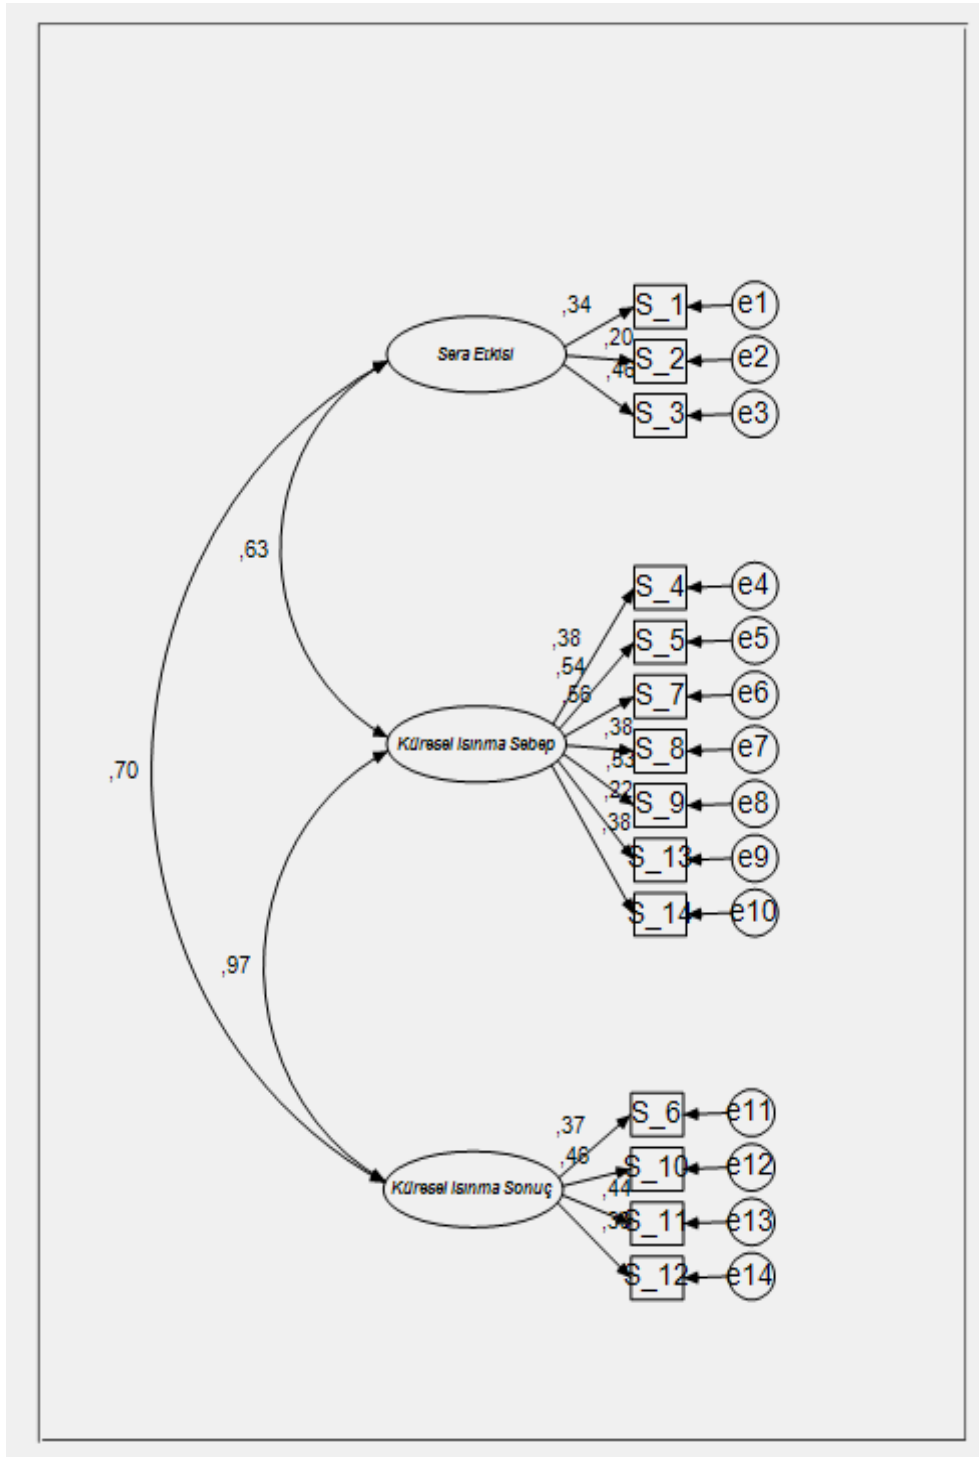 ,34
S_1
e1
,20
Sera Etkisi
S_2
e2
,46
S_3
e3
,63
S_4
e4
,38
S_5
e5
,54
,56
S_7
e6
,38
Küresel Isınma Sebep
S_8
e7
,53
,70
,22
S_9
e8
,38
S_13
e9
S_14
e10
,97
,37
S_6
e11
,48
S_10
e12
Küresel Isınma Sonuç
,44
S_11
e13
S_12
e14